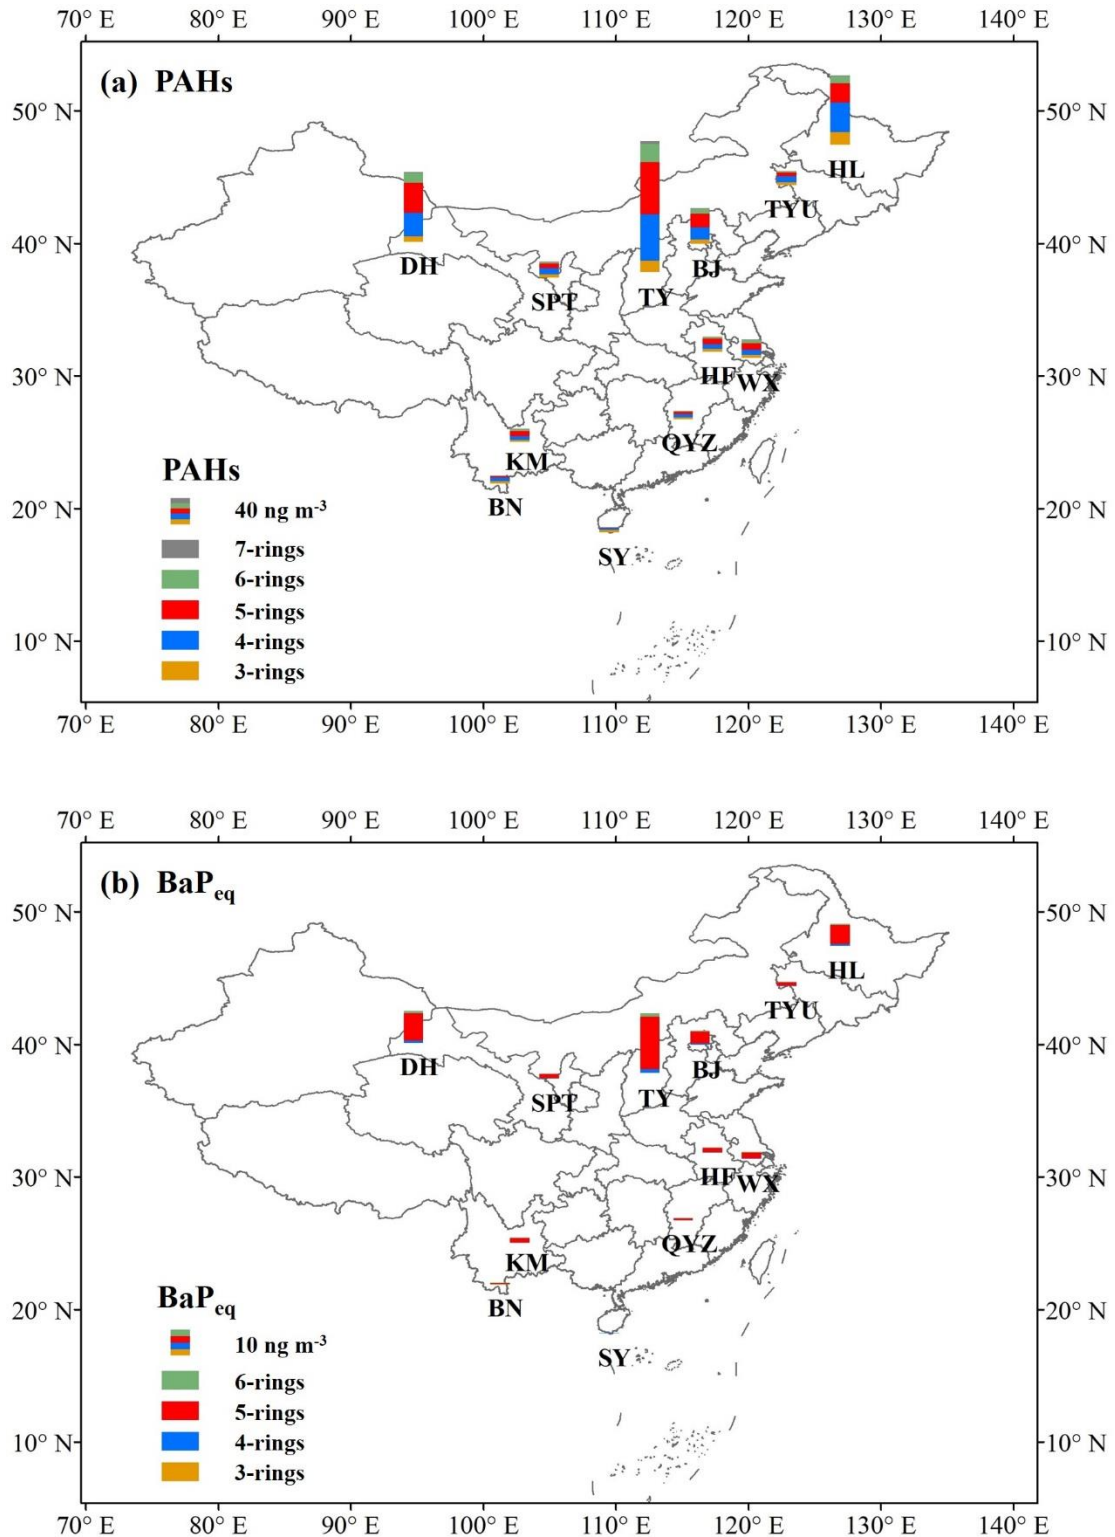 70° E 80° E 90° E 100° E 110° E 120° E 130° E 140° E
(a) PAHs
50° N 50° N
HL
TYU
40° N 40° N
DH BJ
SPT TY
30° N 30° N
HF WX
QYZ
KM
PAHs
BN
20° N 20° N
40 ng m⁻³
SY
7-rings
6-rings
5-rings
10° N 10° N
4-rings
3-rings
70° E 80° E 90° E 100° E 110° E 120° E 130° E 140° E
70° E 80° E 90° E 100° E 110° E 120° E 130° E 140° E
(b) BaPeq
50° N 50° N
HL
TYU
40° N 40° N
DH BJ
SPT TY
30° N 30° N
HF WX
QYZ
KM
BaPeq
BN
20° N 20° N
10 ng m⁻³
SY
6-rings
5-rings
10° N 10° N
4-rings
3-rings
70° E 80° E 90° E 100° E 110° E 120° E 130° E 140° E